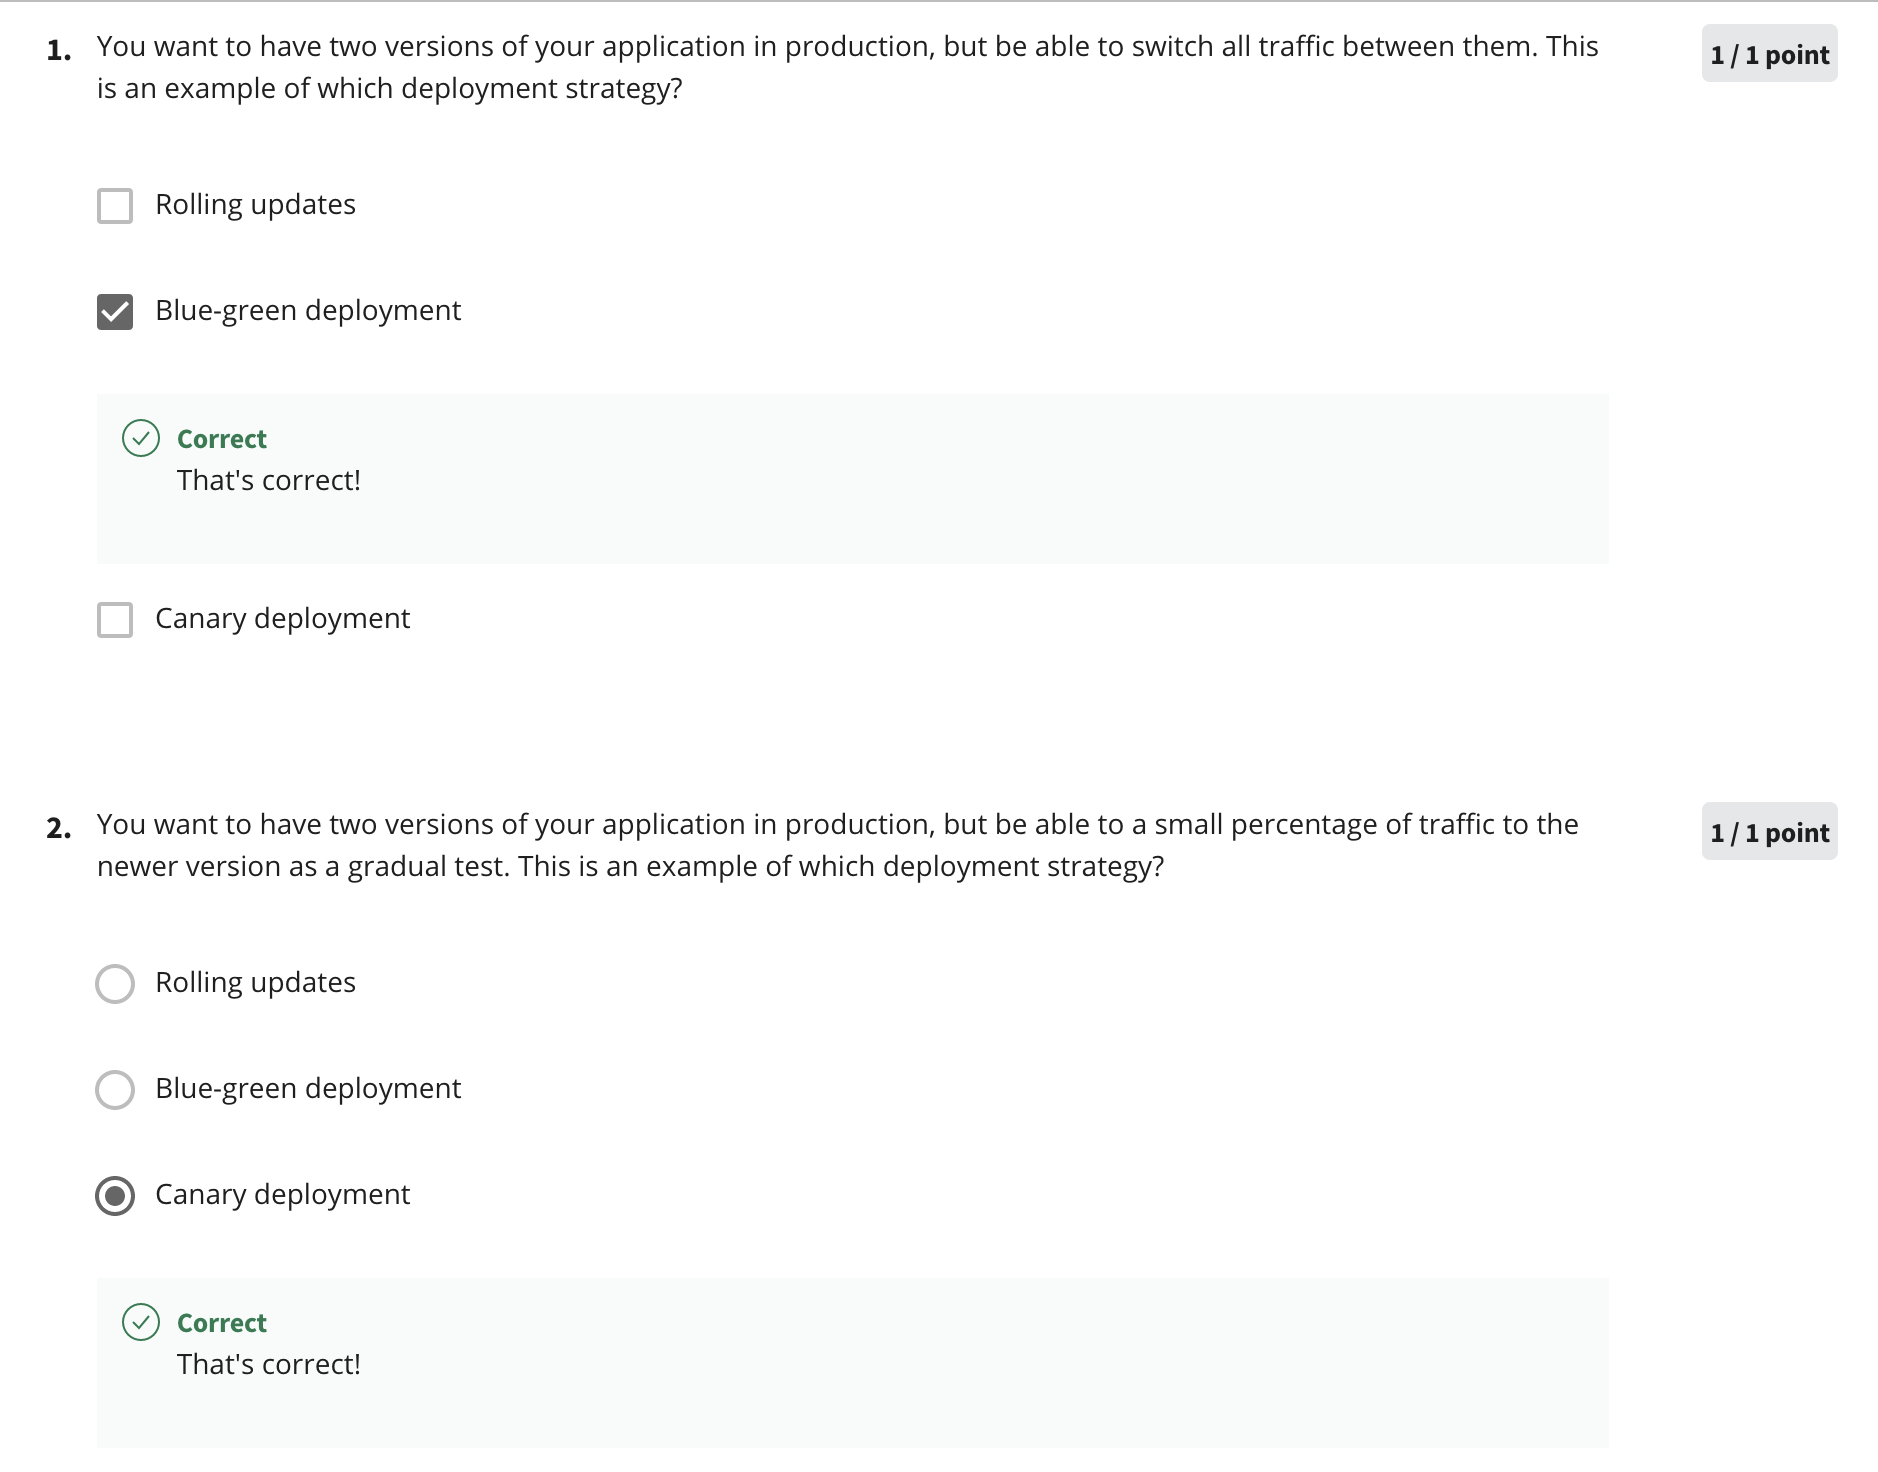 1. You want to have two versions of your application in production, but be able to switch all traffic between them. This
is an example of which deployment strategy?
1 / 1 point
Rolling updates
Blue-green deployment
Correct
That's correct!
Canary deployment
2. You want to have two versions of your application in production, but be able to a small percentage of traffic to the
newer version as a gradual test. This is an example of which deployment strategy?
1 / 1 point
Rolling updates
Blue-green deployment
Canary deployment
Correct
That's correct!